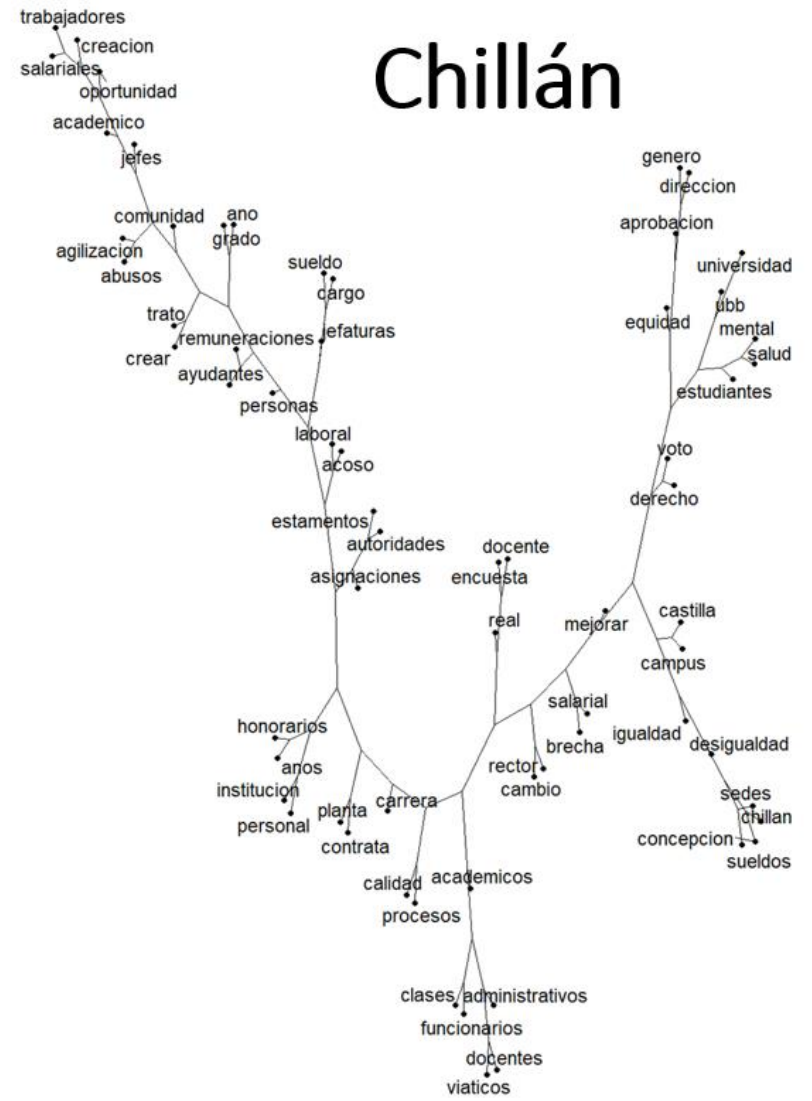 Chillán
trabajadores
creacion
salariales
oportunidad
academico
jefes
comunidad
ano
grado
agilizacion
abusos
sueldo
cargo
trato
remuneraciones
jefaturas
crear
ayudantes
personas
laboral
acoso
estamentos
autoridades
asignaciones
genero
direccion
aprobacion
universidad
ubb
equidad
mental
salud
estudiantes
voto
derecho
docente
encuesta
real
mejorar
castilla
campus
salarial
brecha
igualdad
desigualdad
rector
cambio
sedes
chillan
concepcion
sueldos
honorarios
anos
institucion
personal
planta
contrata
carrera
calidad
procesos
academicos
clases
administrativos
funcionarios
docentes
viaticos